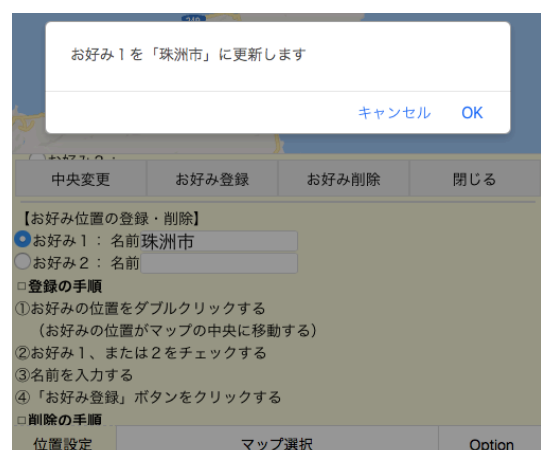 249
お好み１を「珠洲市」に更新します
キャンセル OK
お好み２：
中央変更 お好み登録 お好み削除 閉じる
【お好み位置の登録・削除】
お好み１： 名前 珠洲市
お好み２： 名前
□登録の手順
①お好みの位置をダブルクリックする
（お好みの位置がマップの中央に移動する）
②お好み１、または２をチェックする
③名前を入力する
④「お好み登録」ボタンをクリックする
□削除の手順
位置設定 マップ選択 Option